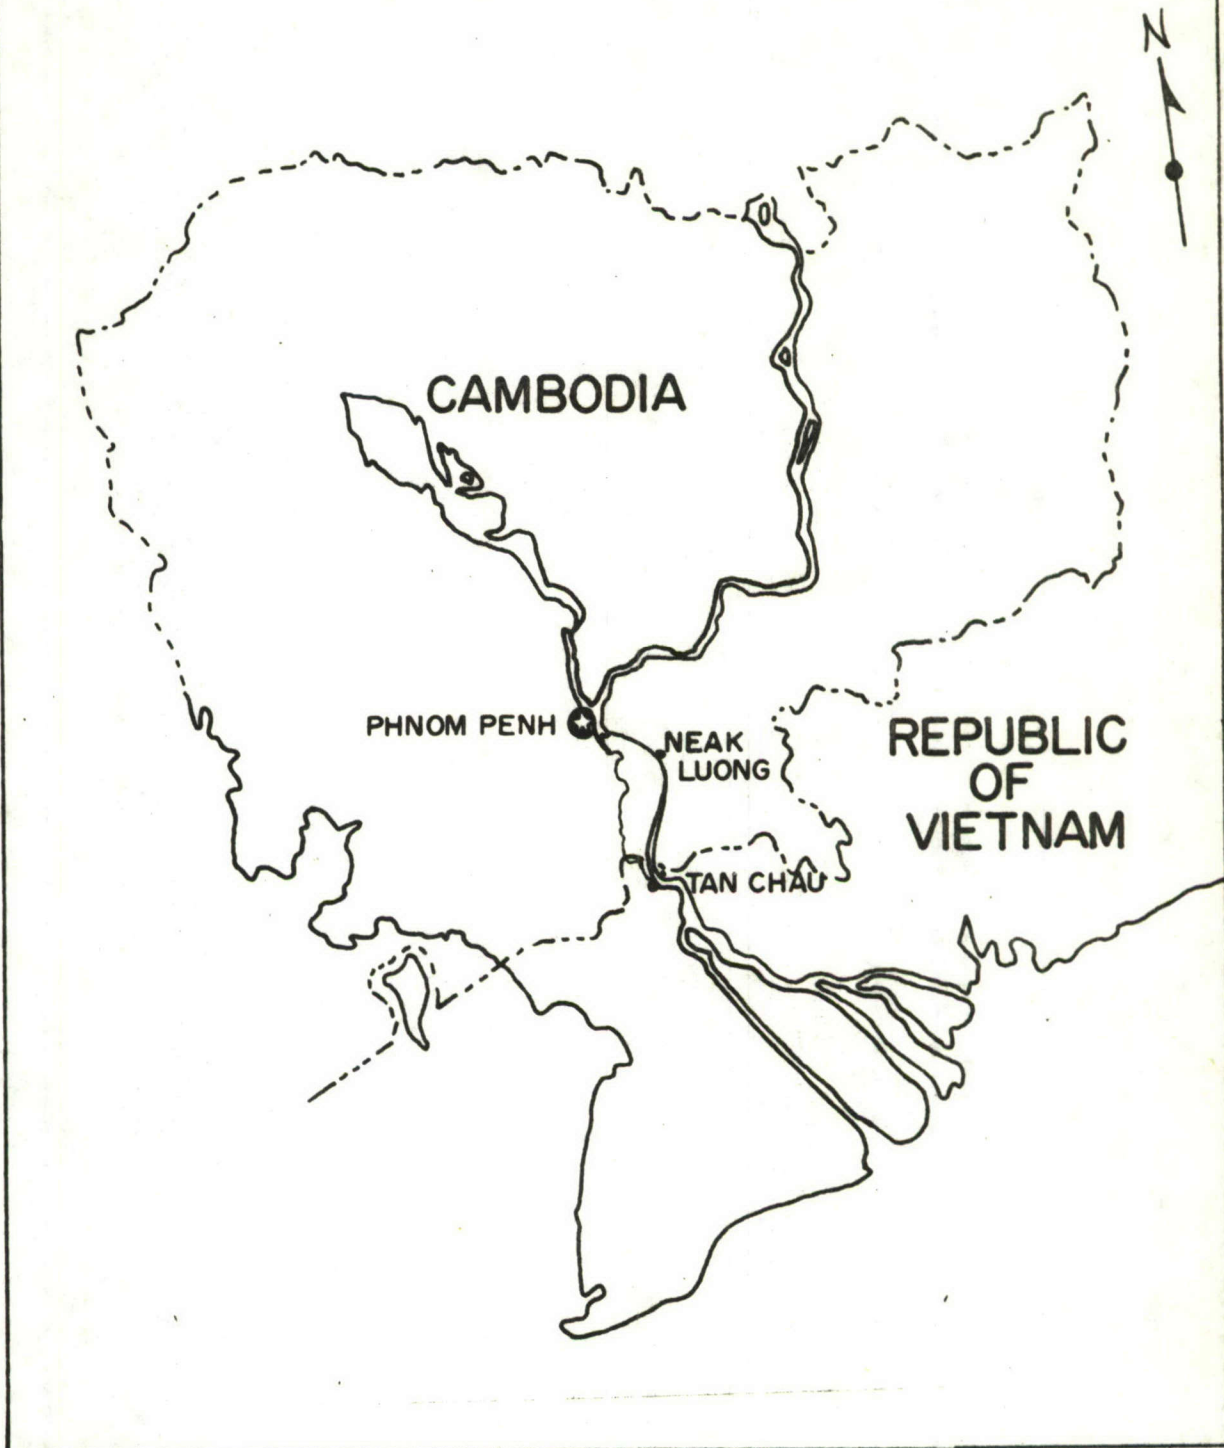 N
CAMBODIA
PHNOM PENH
NEAK
LUONG
REPUBLIC
OF
VIETNAM
TAN CHAU